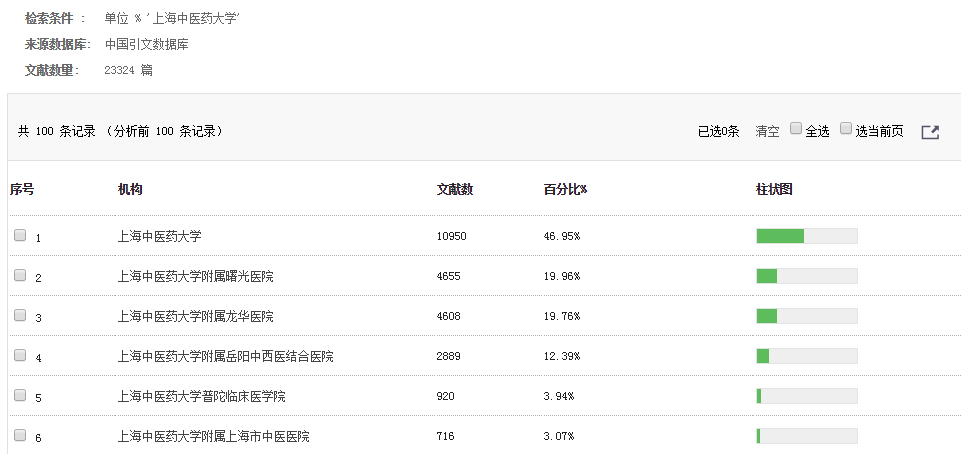 检索条件 : 单位 % '上海中医药大学'
来源数据库: 中国引文数据库
文献数量: 23324 篇
共 100 条记录 （分析前 100 条记录） 已选0条 清空 全选 选当前页
序号 机构 文献数 百分比% 柱状图
1 上海中医药大学 10950 46.95%
2 上海中医药大学附属曙光医院 4655 19.96%
3 上海中医药大学附属龙华医院 4608 19.76%
4 上海中医药大学附属岳阳中西医结合医院 2889 12.39%
5 上海中医药大学普陀临床医学院 920 3.94%
6 上海中医药大学附属上海市中医医院 716 3.07%